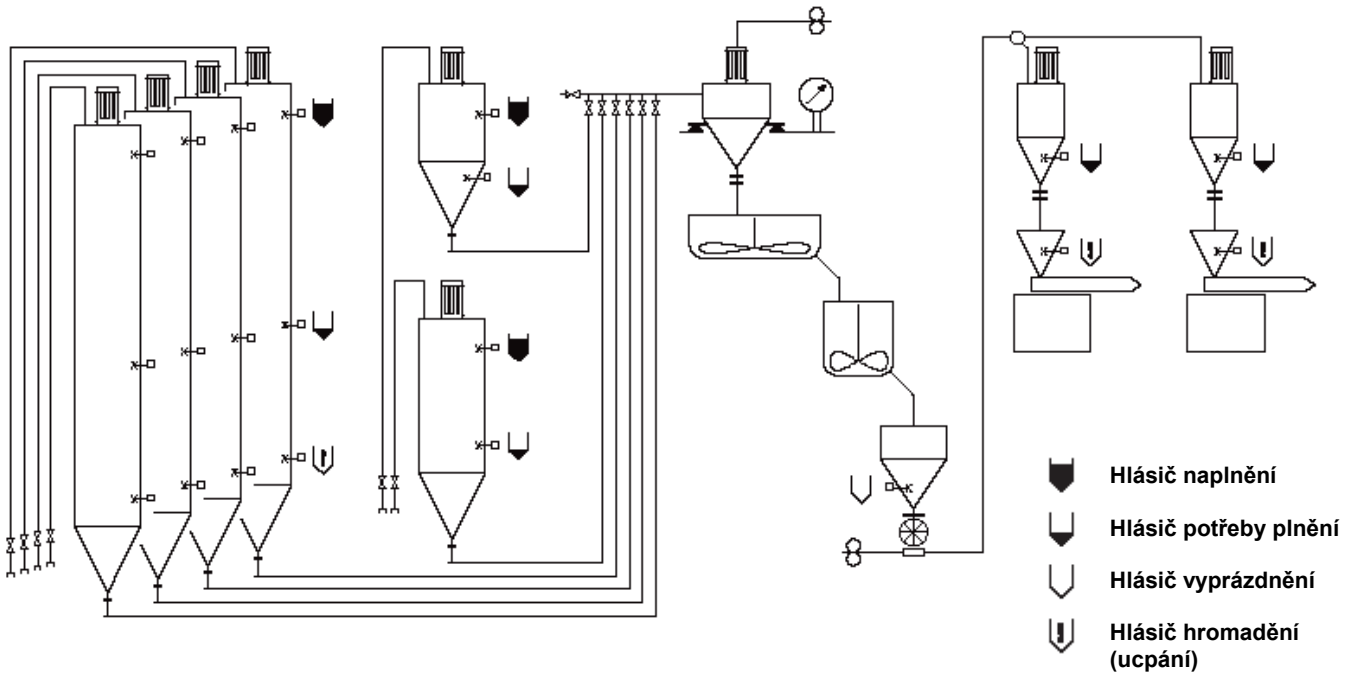 Hlásič naplnění
Hlásič potřeby plnění
Hlásič vyprázdnění
Hlásič hromadění
(ucpání)